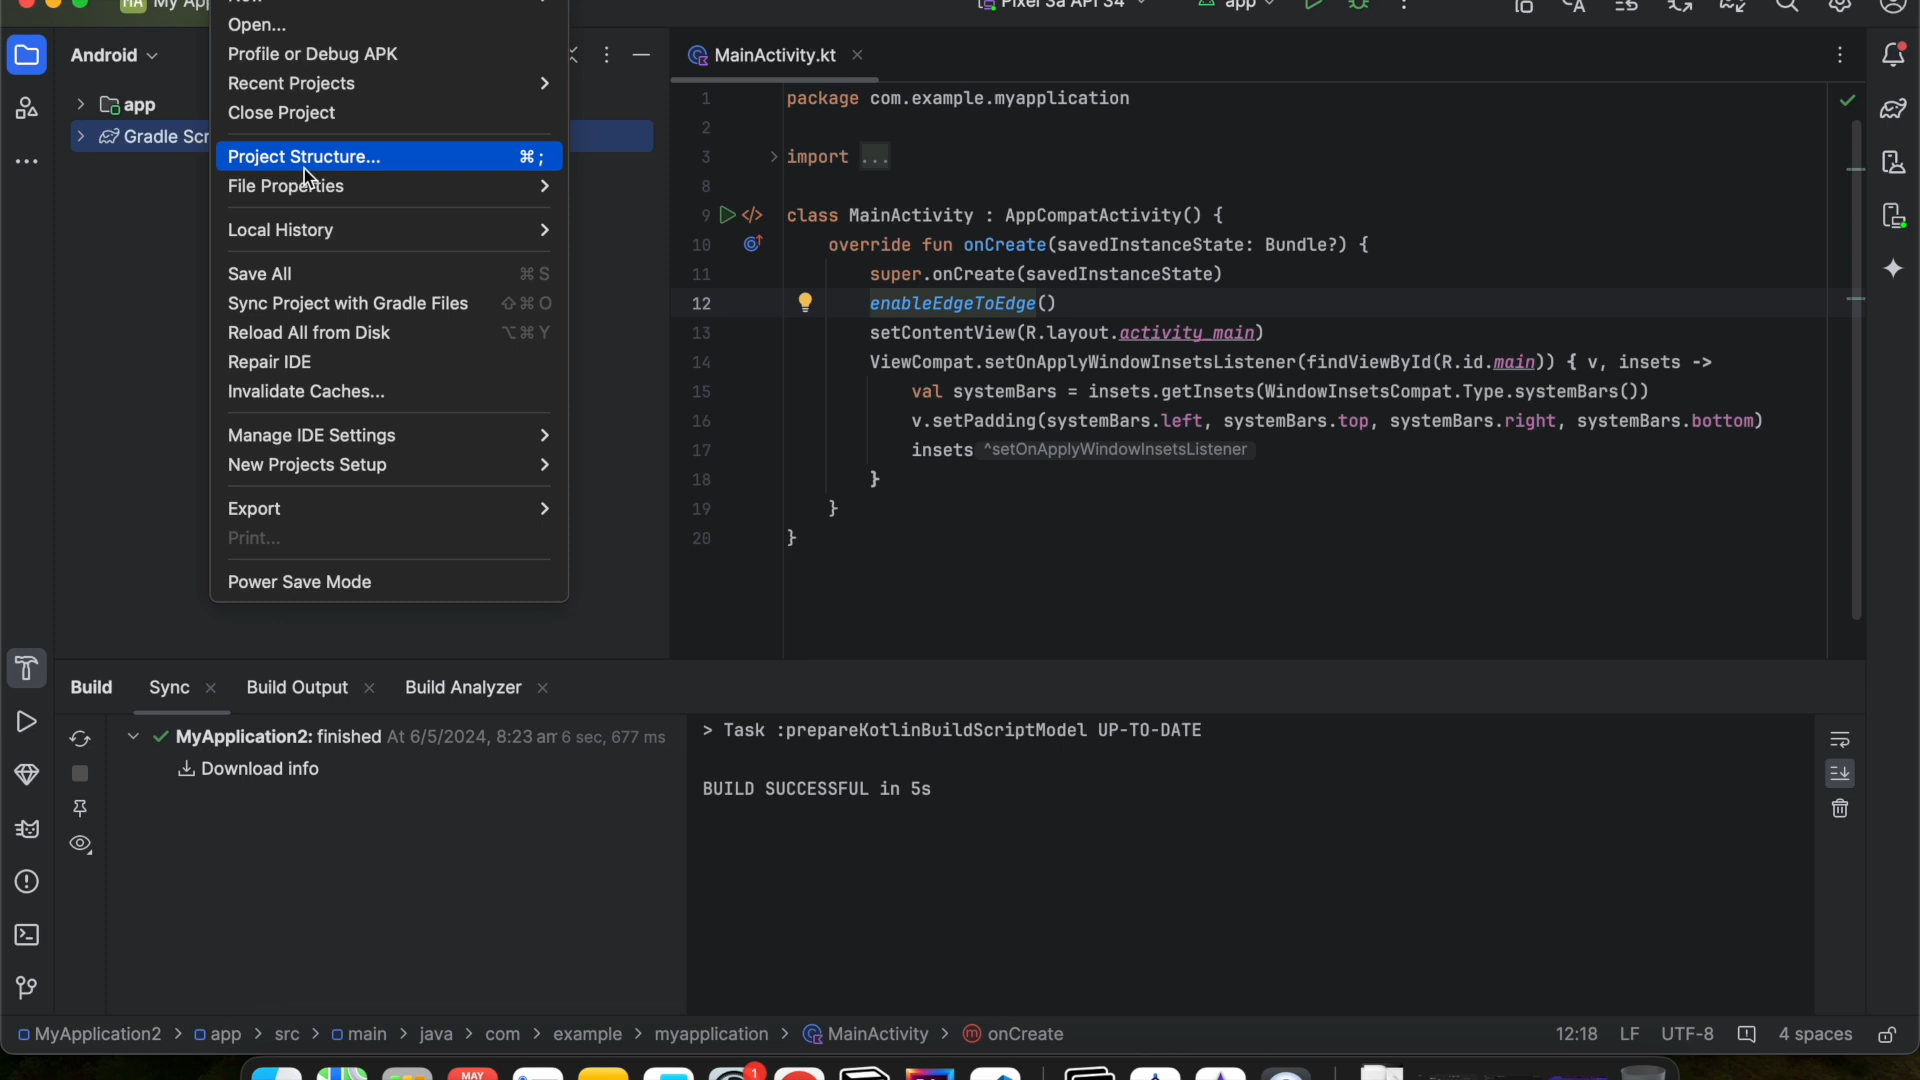 My App
Pixel 3a API 34
app
Android
app
Gradle Scr
Open...
Profile or Debug APK
Recent Projects
Close Project
Project Structure... ⌘ ;
File Properties
Local History
Save All ⌘ S
Sync Project with Gradle Files ⇧ ⌘ O
Reload All from Disk ⌥ ⌘ Y
Repair IDE
Invalidate Caches...
Manage IDE Settings
New Projects Setup
Export
Print...
Power Save Mode
MainActivity.kt
1 package com.example.myapplication
2
3 import ...
8
9 class MainActivity : AppCompatActivity() {
10 override fun onCreate(savedInstanceState: Bundle?) {
11 super.onCreate(savedInstanceState)
12 enableEdgeToEdge()
13 setContentView(R.layout.activity_main)
14 ViewCompat.setOnApplyWindowInsetsListener(findViewById(R.id.main)) { v, insets ->
15 val systemBars = insets.getInsets(WindowInsetsCompat.Type.systemBars())
16 v.setPadding(systemBars.left, systemBars.top, systemBars.right, systemBars.bottom)
17 insets ^setOnApplyWindowInsetsListener
18 }
19 }
20 }
Build Sync Build Output Build Analyzer
MyApplication2: finished At 6/5/2024, 8:23 am 6 sec, 677 ms
Download info
> Task :prepareKotlinBuildScriptModel UP-TO-DATE
BUILD SUCCESSFUL in 5s
MyApplication2 > app > src > main > java > com > example > myapplication > MainActivity > onCreate
12:18 LF UTF-8 4 spaces
MAY
1